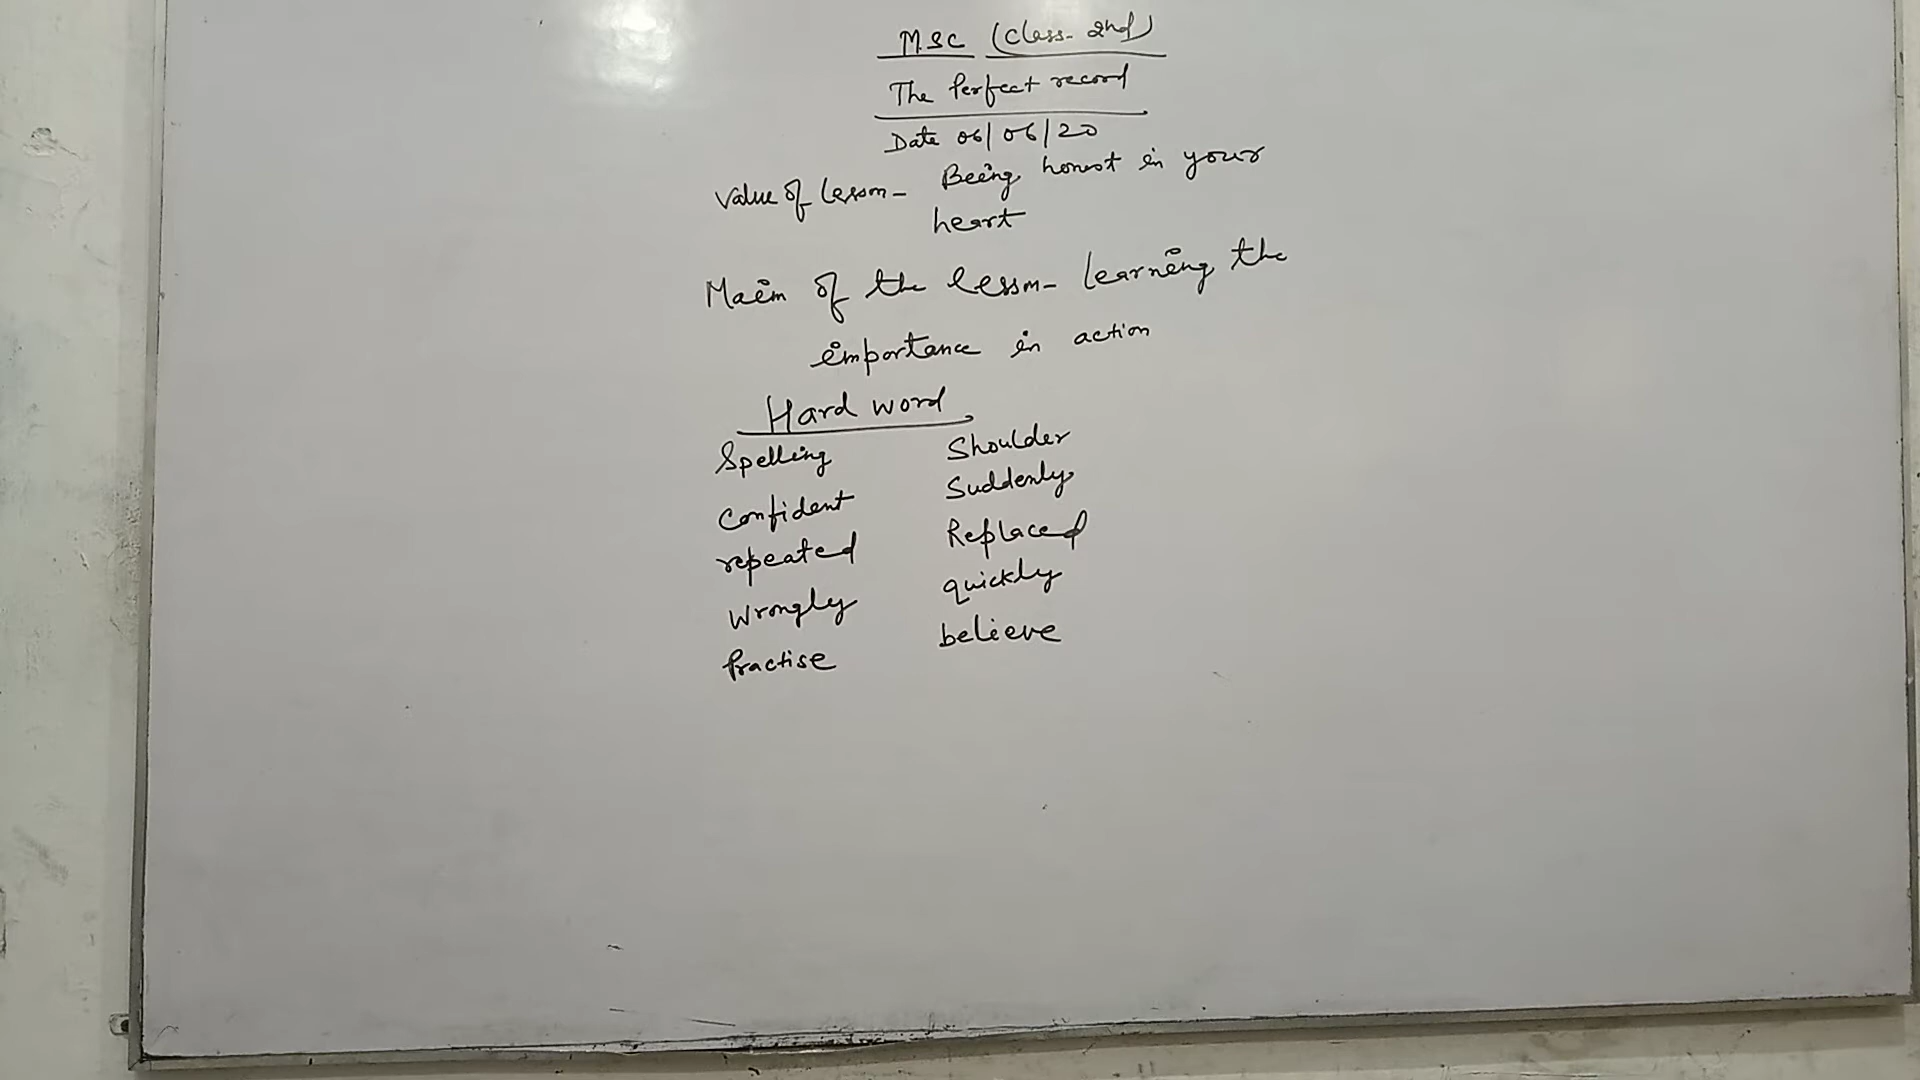 M.SC (Class- 2nd)
The Perfect record
Date 06/06/20
Value of lesson- Being honest in your
heart
Maim of the lesson- learning the
importance in action
Hard word
Spelling Shoulder
Confident Suddenly
repeated Replaced
Wrongly quickly
Practise believe